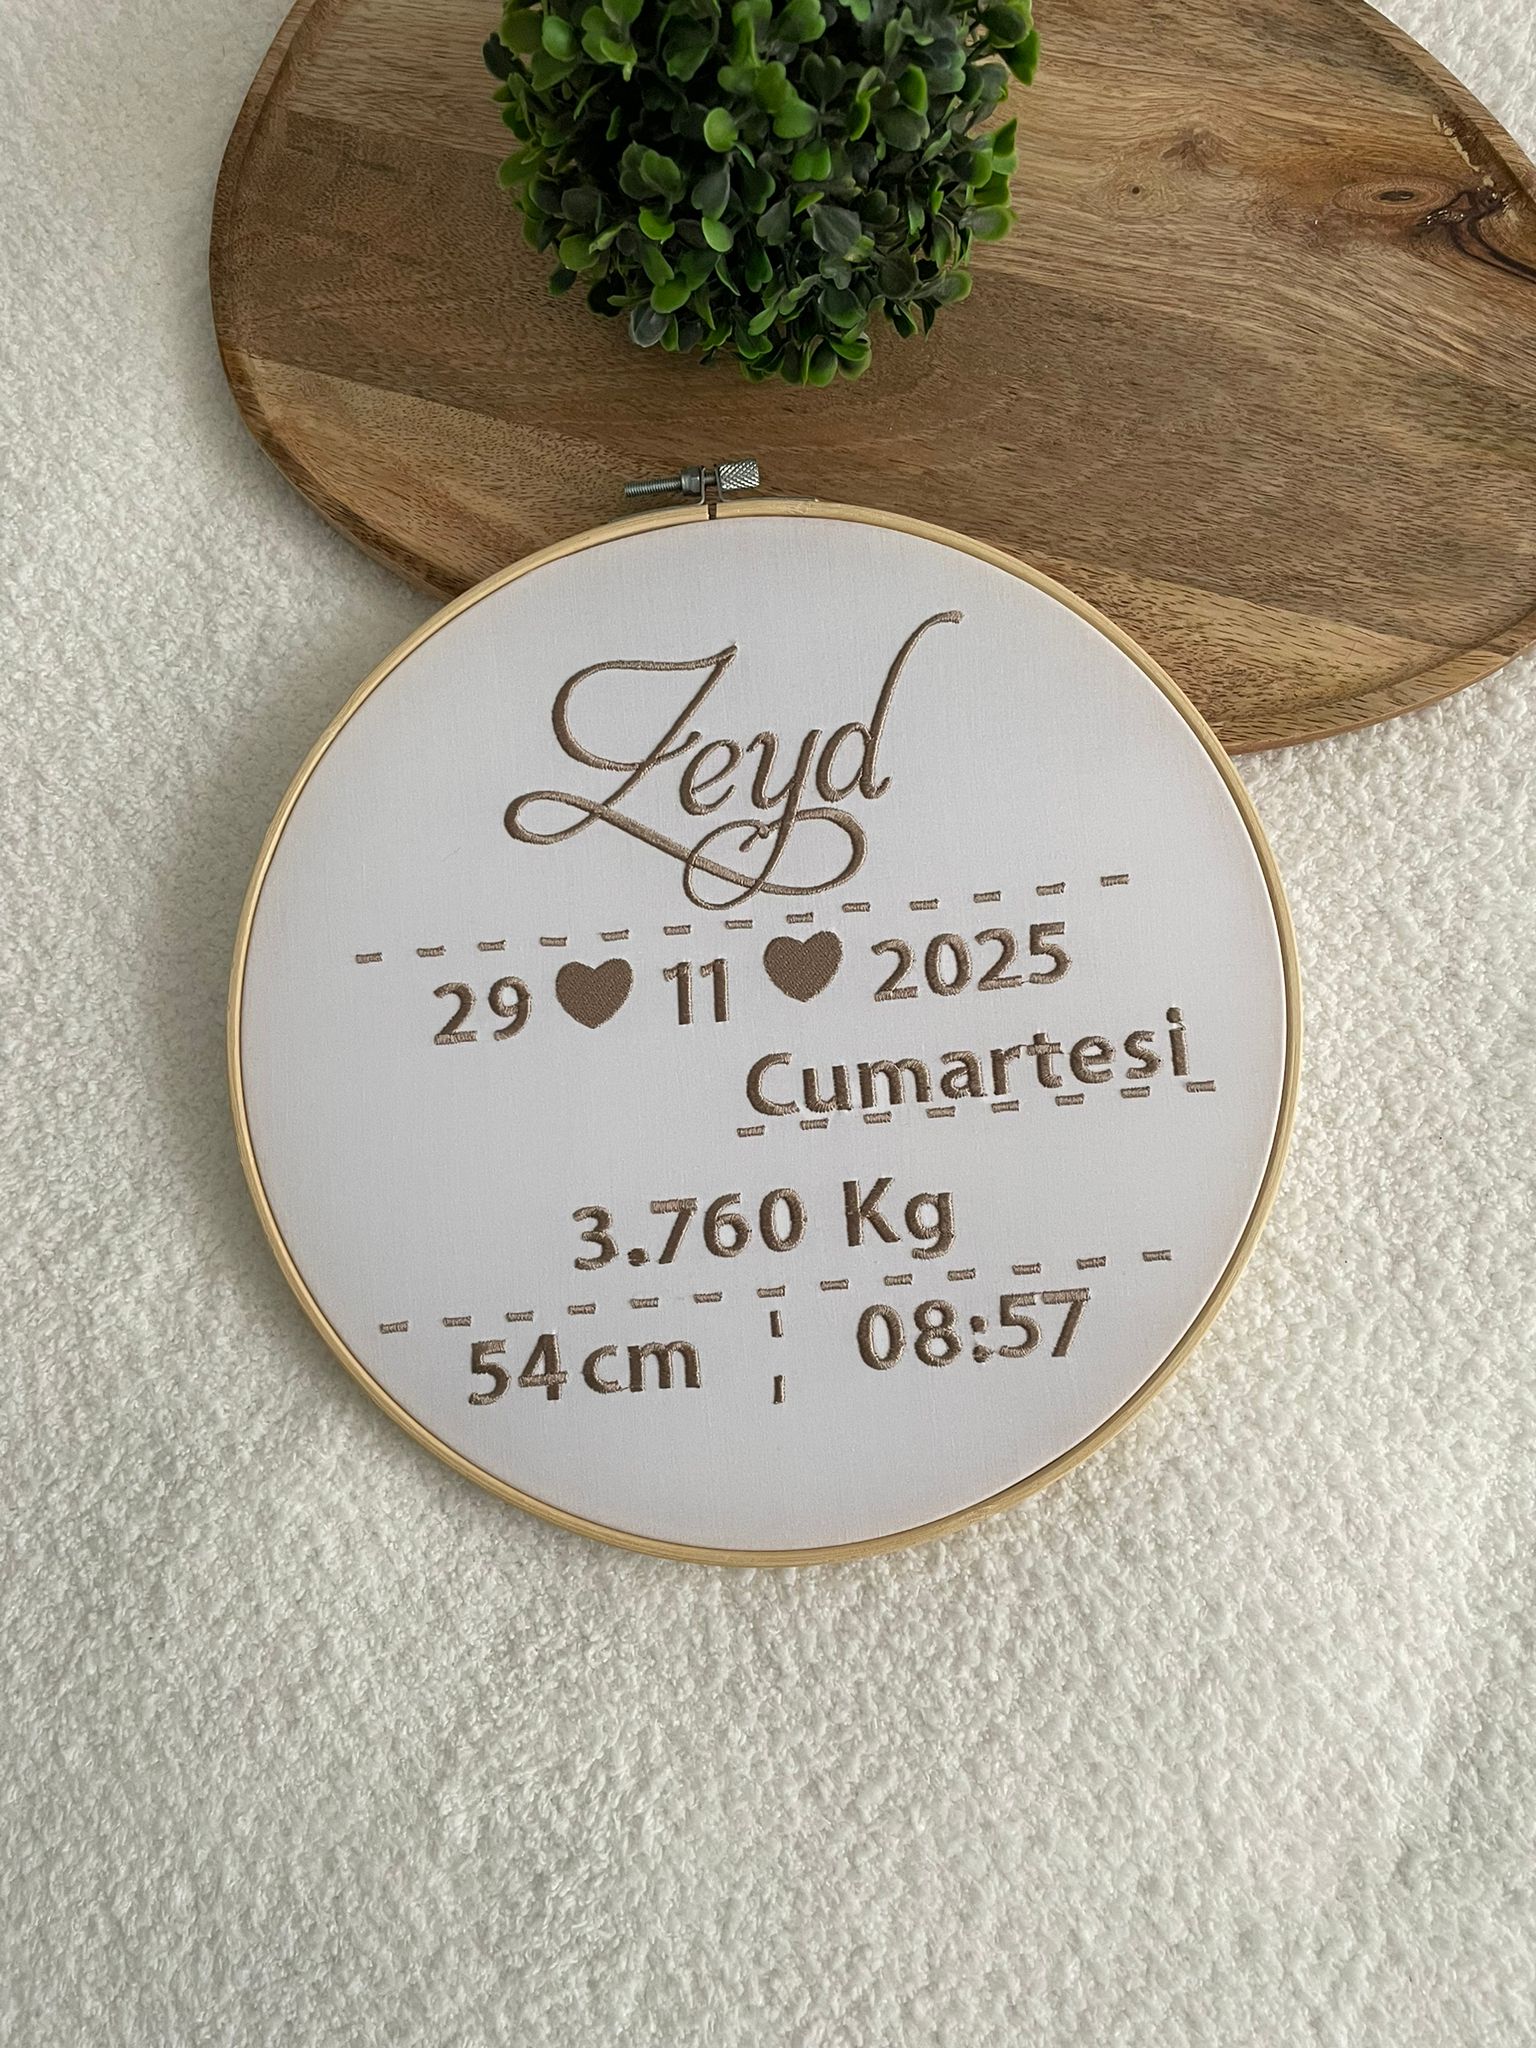 Zeyd
29 ♥ 11 ♥ 2025
Cumartesi
3.760 Kg
54cm 08:57